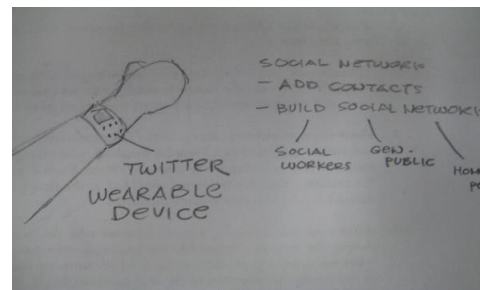 TWITTER
WEARABLE
DEVICE
SOCIAL NETWORK
- ADD CONTACTS
- BUILD SOCIAL NETWORK
SOCIAL
WORKERS
GEN.
PUBLIC